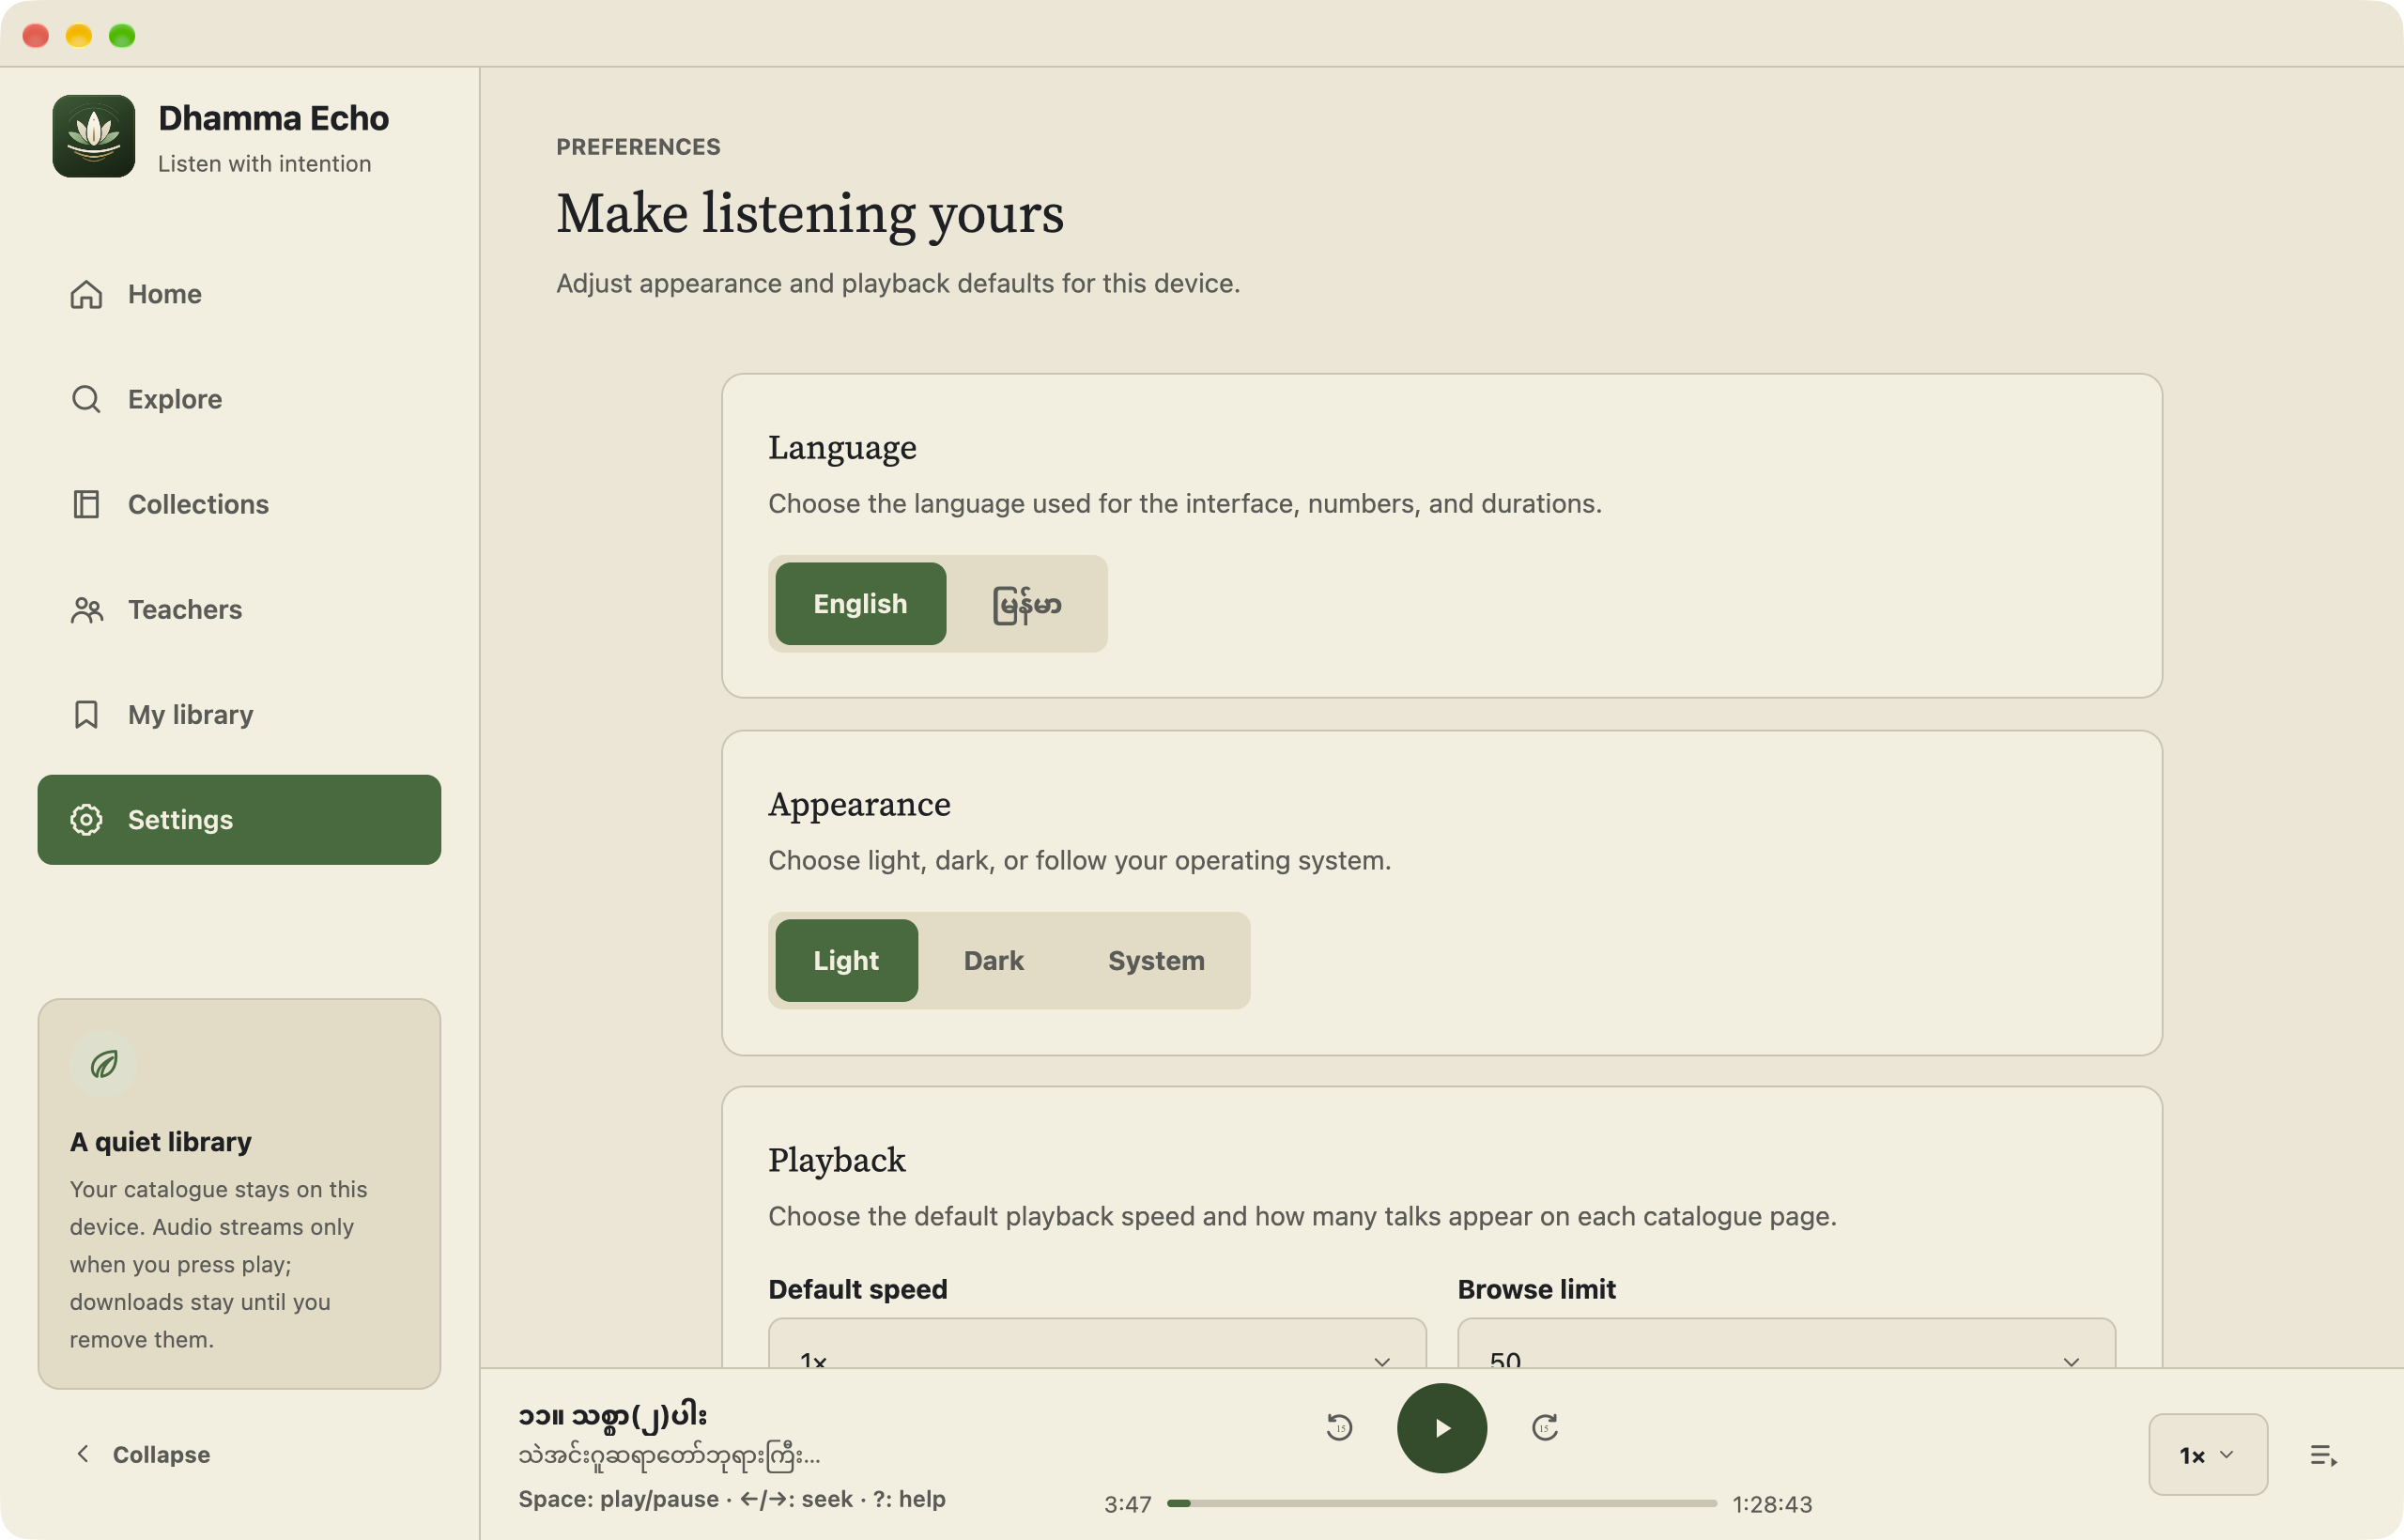 Dhamma Echo
Listen with intention
Home
Explore
Collections
Teachers
My library
Settings
A quiet library
Your catalogue stays on this
device. Audio streams only
when you press play;
downloads stay until you
remove them.
Collapse
PREFERENCES
Make listening yours
Adjust appearance and playback defaults for this device.
Language
Choose the language used for the interface, numbers, and durations.
English
မြန်မာ
Appearance
Choose light, dark, or follow your operating system.
Light
Dark
System
Playback
Choose the default playback speed and how many talks appear on each catalogue page.
Default speed
Browse limit
1×
50
၁၁။ သစ္စာ(၂)ပါး
သဲအင်းဂူဆရာတော်ဘုရားကြီး...
Space: play/pause · ←/→: seek · ?: help
15
15
3:47
1:28:43
1×